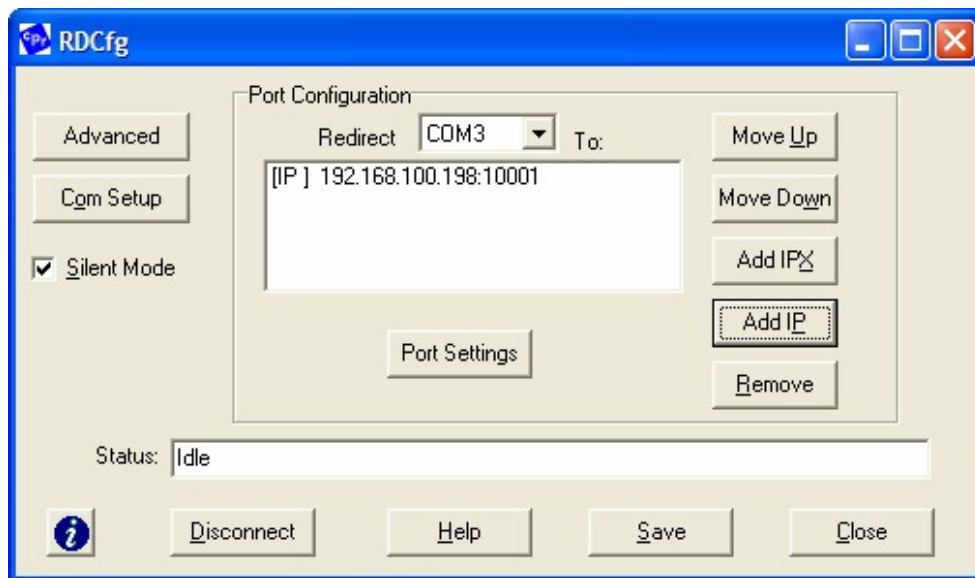 CPR
RDCfg
Port Configuration
Advanced
Redirect COM3 To:
Move Up
[IP ] 192.168.100.198:10001
Com Setup
Move Down
Silent Mode
Add IPX
Add IP
Port Settings
Remove
Status: Idle
i
Disconnect
Help
Save
Close